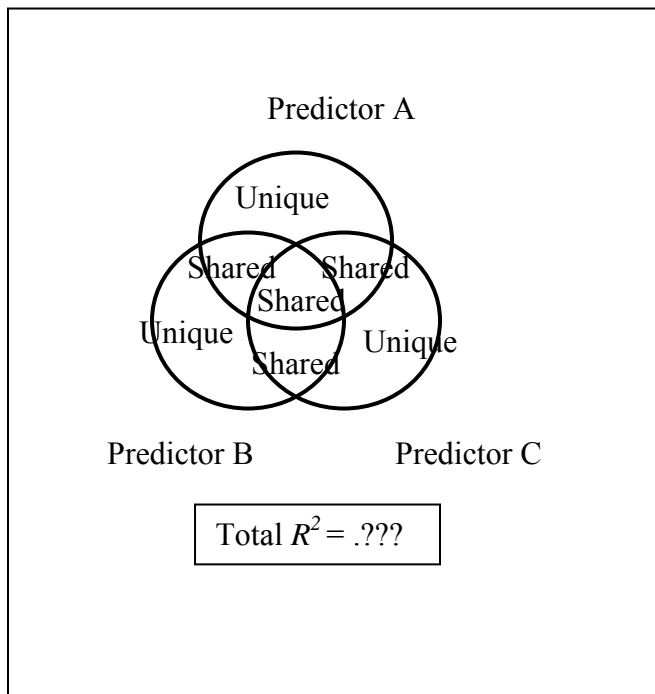 Predictor A
Unique
Shared Shared
Shared
Unique Unique
Shared
Predictor B Predictor C
Total R² = .???